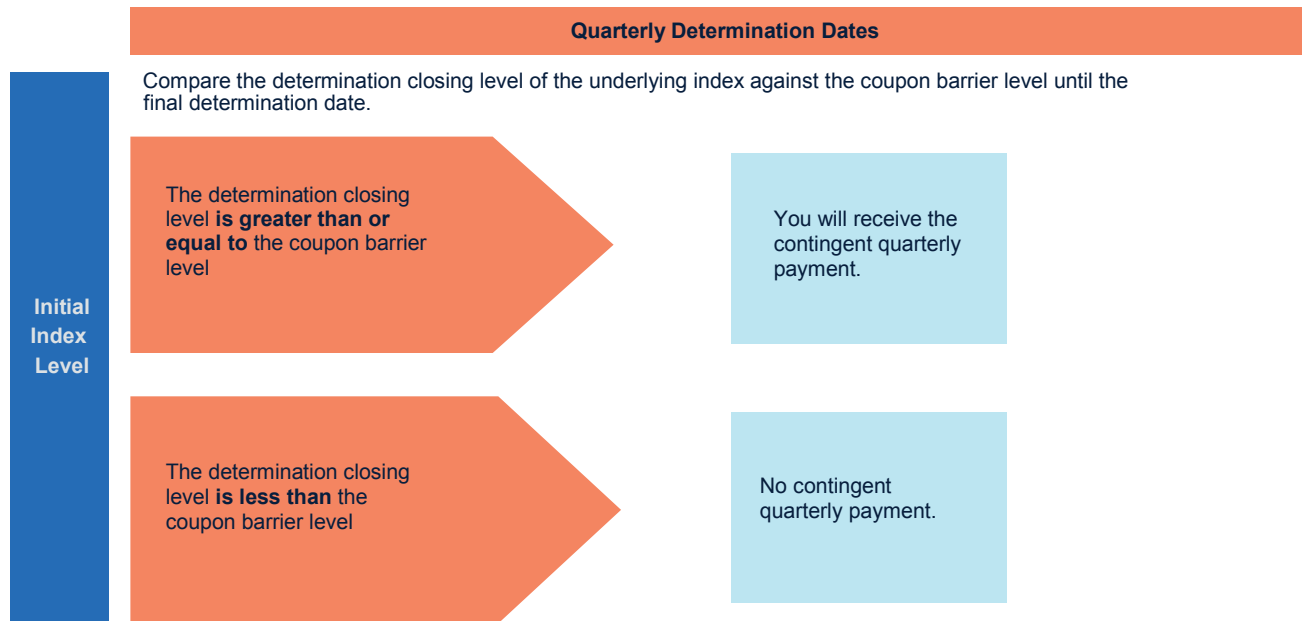 Quarterly Determination Dates
Compare the determination closing level of the underlying index against the coupon barrier level until the
final determination date.
Initial
Index
Level
The determination closing
level is greater than or
equal to the coupon barrier
level
You will receive the
contingent quarterly
payment.
The determination closing
level is less than the
coupon barrier level
No contingent
quarterly payment.